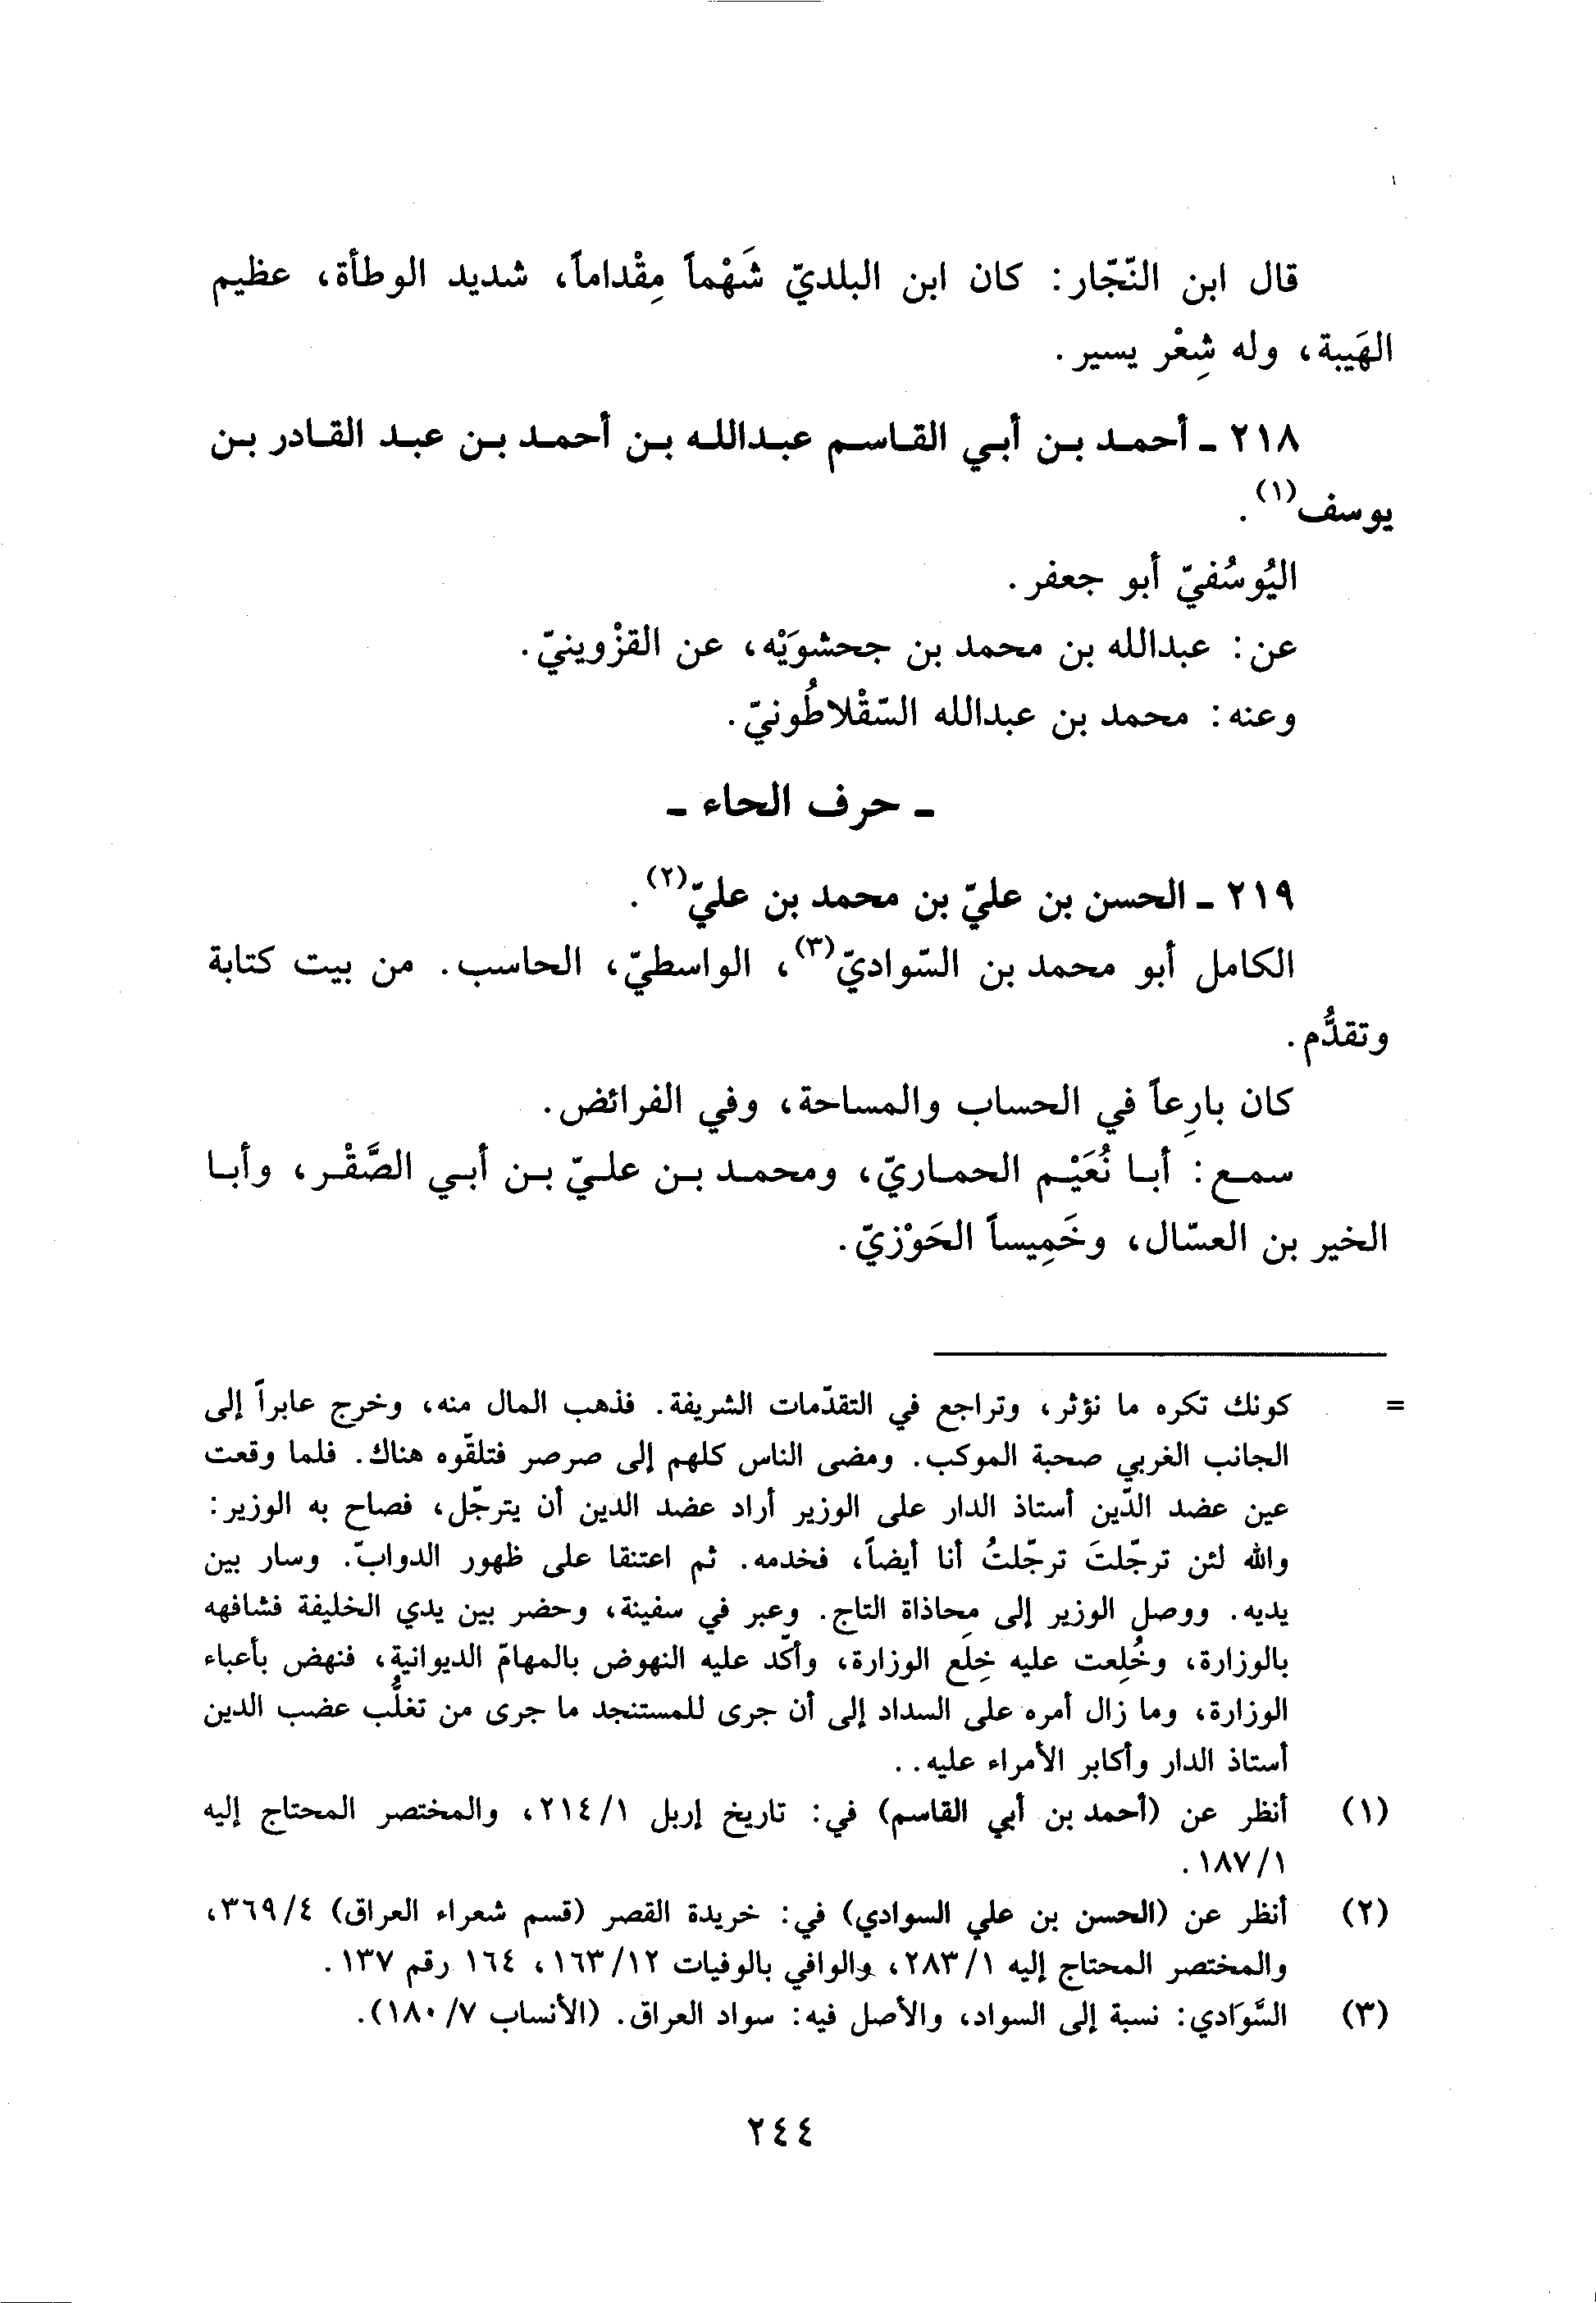 قال ابن النّجّار: كان ابن البلديّ شَهْماً مِقْداماً، شديد الوطأة، عظيم
الهَيبة، وله شِعْر يسير.
٢١٨ ـ أحمد بن أبي القاسم عبدالله بن أحمد بن عبد القادر بن
يوسف(١).
اليُوسُفيّ أبو جعفر.
عن: عبدالله بن محمد بن جحشويَْه، عن القزْوينيّ.
وعنه: محمد بن عبدالله السّقْلاطُونيّ.
ـ حرف الحاء ـ
٢١٩ ـ الحسن بن عليّ بن محمد بن عليّ(٢).
الكامل أبو محمد بن السّواديّ(٣)، الواسطيّ، الحاسب. من بيت كتابة
وتقدُّم.
كان بارِعاً في الحساب والمساحة، وفي الفرائض.
سمع: أبا نُعَيْم الحماريّ، ومحمد بن عليّ بن أبي الصَّقْر، وأبا
الخير بن العسّال، وخَمِيساً الحَوْزيّ.
= كونك تكره ما نؤثر، وتراجع في التقدّمات الشريفة. فذهب المال منه، وخرج عابراً إلى
الجانب الغربي صحبة الموكب. ومضى الناس كلهم إلى صرصر فتلقّوه هناك. فلما وقعت
عين عضد الدّين أستاذ الدار على الوزير أراد عضد الدين أن يترجّل، فصاح به الوزير:
والله لئن ترجّلتَ ترجّلتُ أنا أيضاً، فخدمه. ثم اعتنقا على ظهور الدوابّ. وسار بين
يديه. ووصل الوزير إلى محاذاة التاج. وعبر في سفينة، وحضر بين يدي الخليفة فشافهه
بالوزارة، وخُلِعت عليه خِلَع الوزارة، وأكّد عليه النهوض بالمهامّ الديوانية، فنهض بأعباء
الوزارة، وما زال أمره على السداد إلى أن جرى للمستنجد ما جرى من تغلُّب عضب الدين
أستاذ الدار وأكابر الأمراء عليه..
(١) أنظر عن (أحمد بن أبي القاسم) في: تاريخ إربل ٢١٤/١، والمختصر المحتاج إليه
١٨٧/١.
(٢) أنظر عن (الحسن بن علي السوادي) في: خريدة القصر (قسم شعراء العراق) ٣٦٩/٤،
والمختصر المحتاج إليه ٢٨٣/١، والوافي بالوفيات ١٦٣/١٢، ١٦٤ رقم ١٣٧.
(٣) السَّوَادي: نسبة إلى السواد، والأصل فيه: سواد العراق. (الأنساب ١٨٠/٧).
٢٤٤